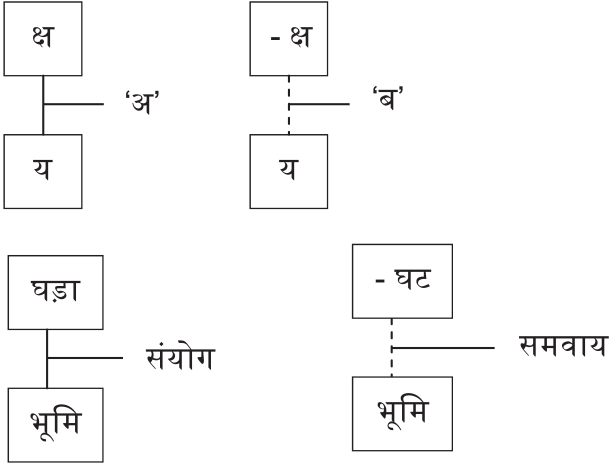 क्ष
- क्ष
‘अ’
‘ब’
य
य
घड़ा
- घट
संयोग
समवाय
भूमि
भूमि